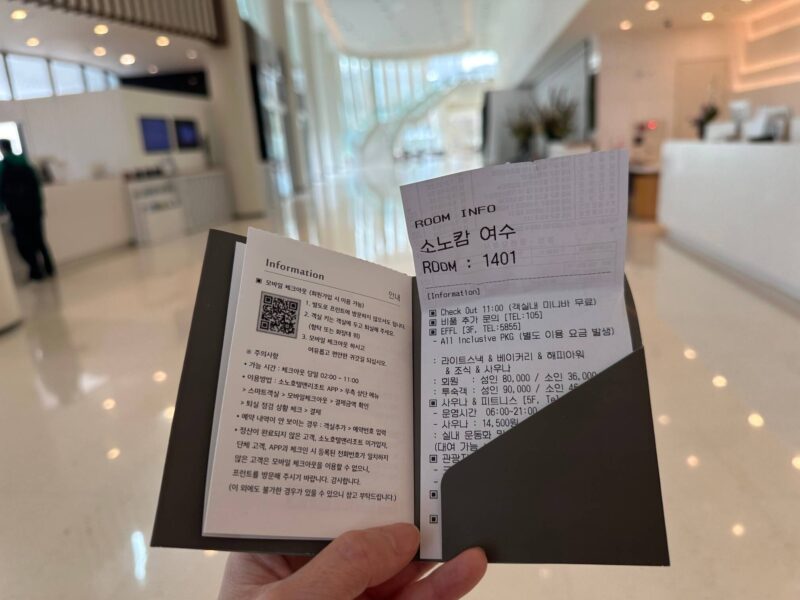 Information
안내
▣ 모바일 체크아웃 (회원가입 시 이용 가능)
1. 별도로 프런트에 방문하지 않으셔도 됩니다.
2. 객실 키는 객실에 두고 퇴실해 주세요.
(협탁 또는 화장대 위)
3. 모바일 체크아웃 하시고
여유롭고 편안한 귀갓길 되십시오.
※ 주의사항
• 가능 시간 : 체크아웃 당일 02:00 ~ 11:00
• 이용방법 : 소노호텔앤리조트 APP > 우측 상단 메뉴
> 스마트객실 > 모바일체크아웃 > 결제금액 확인
> 퇴실 점검 상황 체크 > 결제
• 예약 내역이 안 보이는 경우 : 객실추가 > 예약번호 입력
• 정산이 완료되지 않은 고객, 소노호텔앤리조트 미가입자,
단체 고객, APP과 체크인 시 등록된 전화번호가 일치하지
않은 고객은 모바일 체크아웃을 이용할 수 없으니,
프런트를 방문해 주시기 바랍니다. 감사합니다.
(이 외에도 불가한 경우가 있을 수 있으니 참고 부탁드립니다.)
ROOM INFO
소노캄 여수
ROOM : 1401
[Information]
▣ Check Out 11:00 (객실내 미니바 무료)
▣ 비품 추가 문의 [TEL:105]
▣ EFFL [3F, TEL:5855]
- All Inclusive PKG (별도 이용 요금 발생)
: 라이트스낵 & 베이커리 & 해피아워
& 조식 & 사우나
: 회원 : 성인 80,000 / 소인 36,000
: 투숙객 : 성인 90,000 / 소인
▣ 사우나 & 피트니스 [5F,
- 운영시간 06:00-21:00
- 사우나 : 14,500원
: 실내 운동화 및
(대여 가능
▣
▣
▣